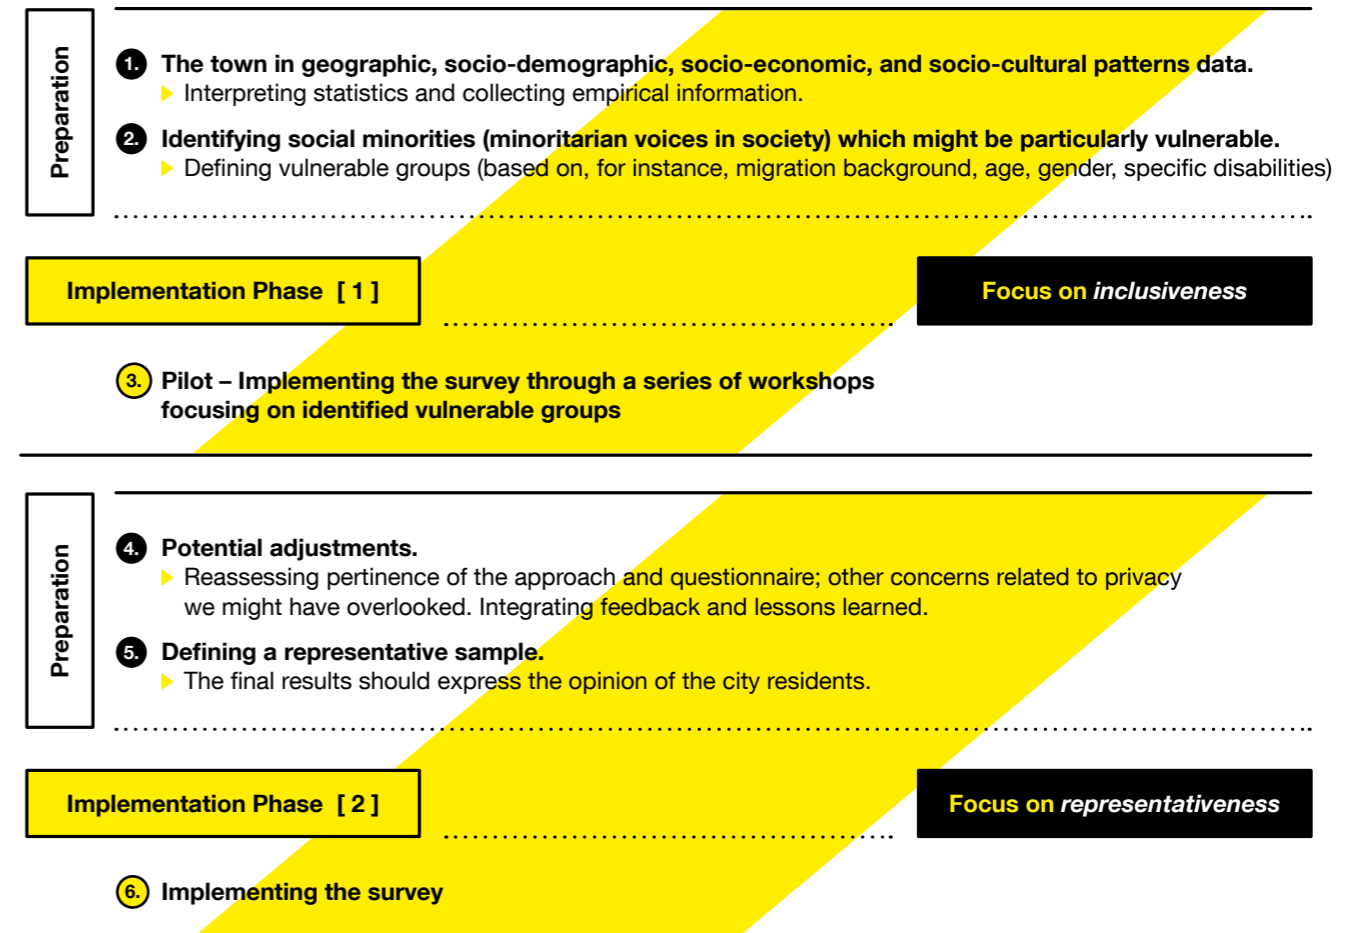 Preparation
1. The town in geographic, socio-demographic, socio-economic, and socio-cultural patterns data.
Interpreting statistics and collecting empirical information.
2. Identifying social minorities (minoritarian voices in society) which might be particularly vulnerable.
Defining vulnerable groups (based on, for instance, migration background, age, gender, specific disabilities)
Implementation Phase [ 1 ]
Focus on inclusiveness
3. Pilot – Implementing the survey through a series of workshops
focusing on identified vulnerable groups
Preparation
4. Potential adjustments.
Reassessing pertinence of the approach and questionnaire; other concerns related to privacy
we might have overlooked. Integrating feedback and lessons learned.
5. Defining a representative sample.
The final results should express the opinion of the city residents.
Implementation Phase [ 2 ]
Focus on representativeness
6. Implementing the survey